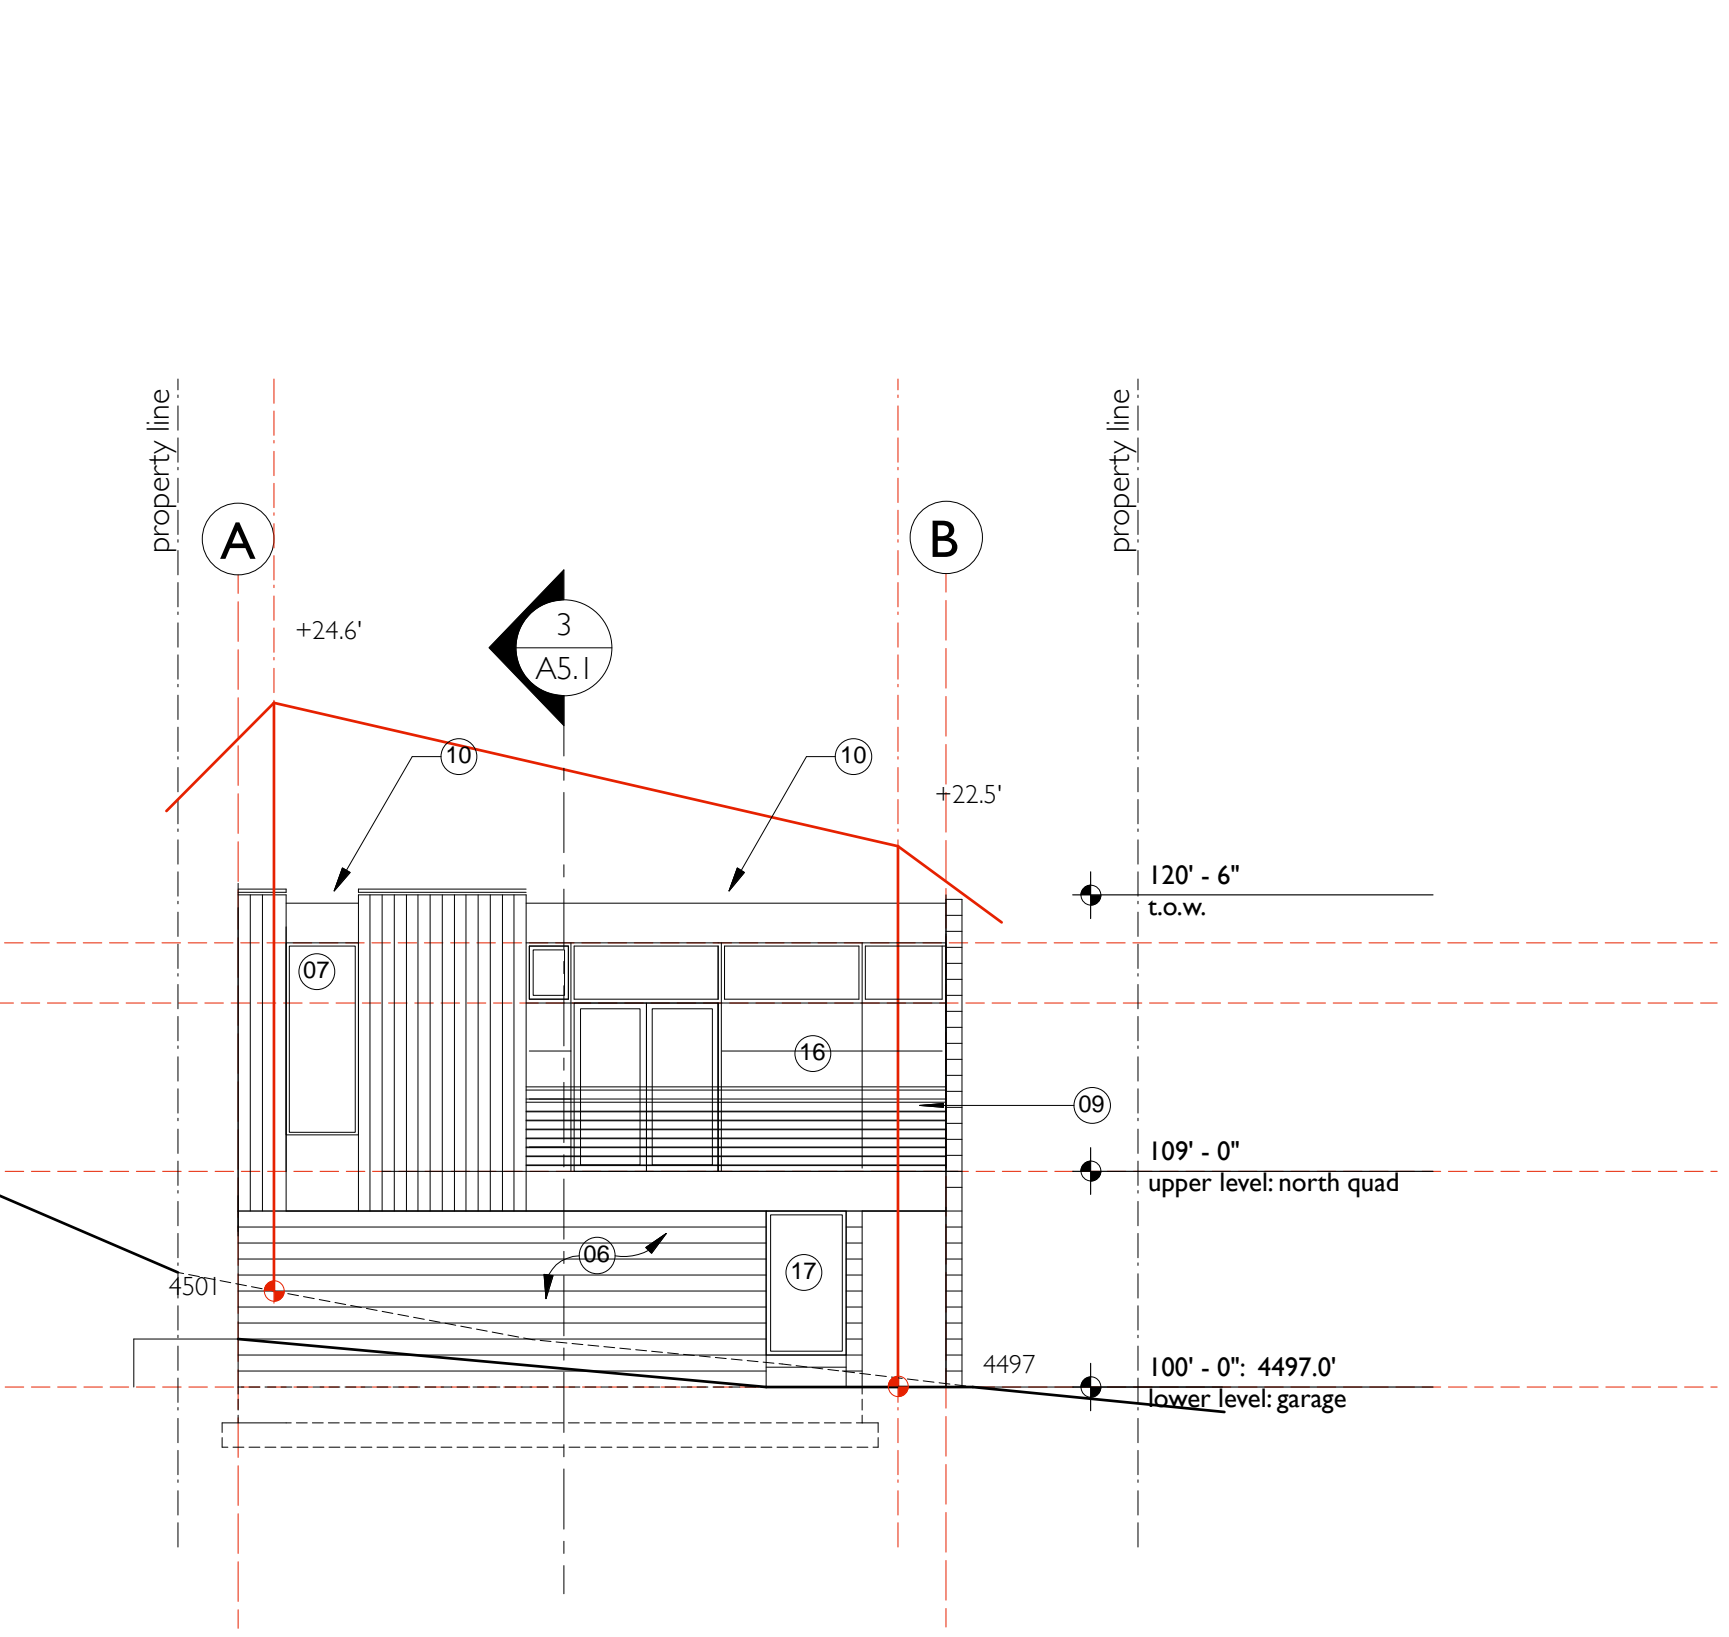 property line
property line
A
B
+24.6'
3
A5.1
10
10
+22.5'
120' - 6"
t.o.w.
07
16
09
109' - 0"
upper level: north quad
06
17
4501
4497
100' - 0":  4497.0'
lower level: garage